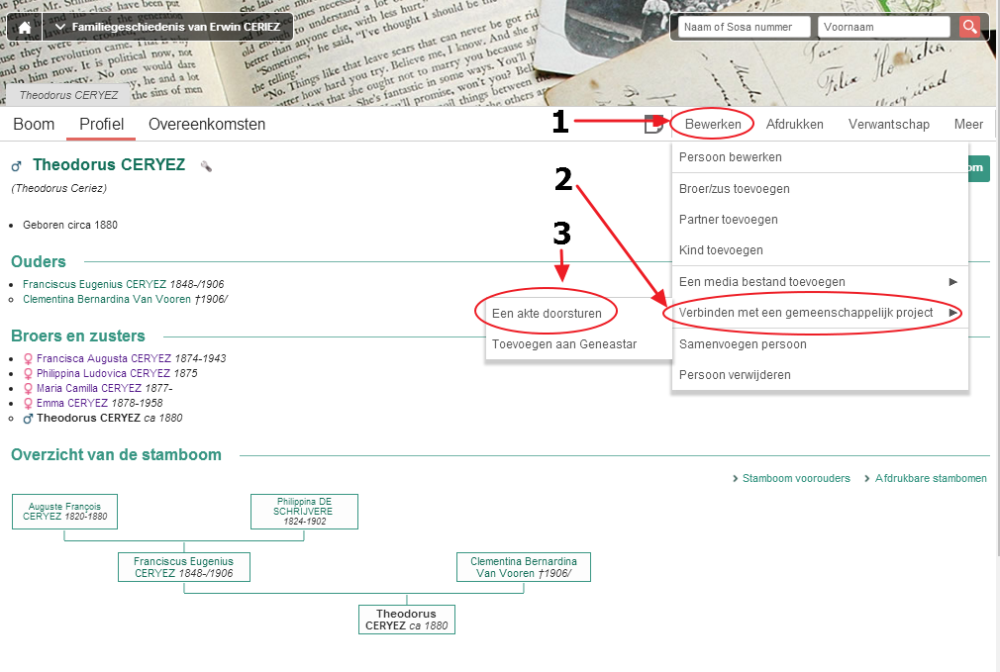 Familiegeschiedenis van Erwin CERIEZ
Naam of Sosa nummer
Voornaam
Theodorus CERYEZ
Boom
Profiel
Overeenkomsten
1
Bewerken
Afdrukken
Verwantschap
Meer
Theodorus CERYEZ
(Theodorus Ceriez)
Geboren circa 1880
2
3
Persoon bewerken
Broer/zus toevoegen
Partner toevoegen
Kind toevoegen
Een media bestand toevoegen
Verbinden met een gemeenschappelijk project
Samenvoegen persoon
Persoon verwijderen
Een akte doorsturen
Toevoegen aan Geneastar
om
Ouders
Franciscus Eugenius CERYEZ 1848-/1906
Clementina Bernardina Van Vooren †1906/
Broers en zusters
Francisca Augusta CERYEZ 1874-1943
Philippina Ludovica CERYEZ 1875
Maria Camilla CERYEZ 1877-
Emma CERYEZ 1878-1958
Theodorus CERYEZ ca 1880
Overzicht van de stamboom
Stamboom voorouders
Afdrukbare stambomen
Auguste François
CERYEZ 1820-1880
Philippina DE
SCHRIJVERE
1824-1902
Franciscus Eugenius
CERYEZ 1848-/1906
Clementina Bernardina
Van Vooren †1906/
Theodorus
CERYEZ ca 1880